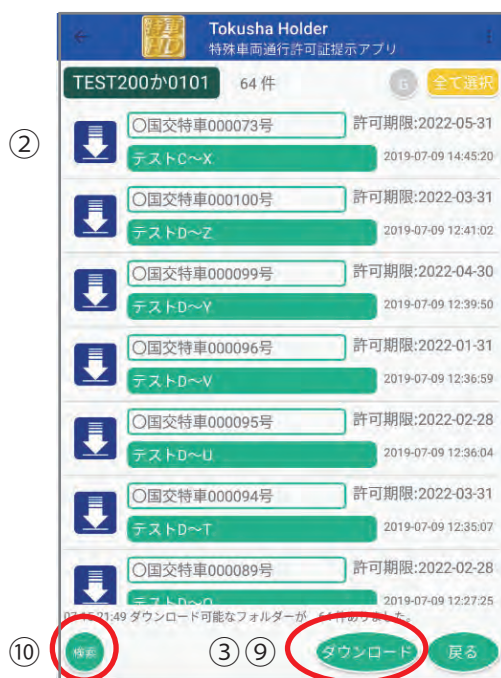 Tokusha Holder
特殊車両通行許可証提示アプリ
TEST200か0101 64 件 G 全て選択
②
〇国交特車000073号 許可期限:2022-05-31
テストC～X 2019-07-09 14:45:20
〇国交特車000100号 許可期限:2022-03-31
テストD～Z 2019-07-09 12:41:02
〇国交特車000099号 許可期限:2022-04-30
テストD～Y 2019-07-09 12:39:50
〇国交特車000096号 許可期限:2022-01-31
テストD～V 2019-07-09 12:36:59
〇国交特車000095号 許可期限:2022-02-28
テストD～U 2019-07-09 12:36:04
〇国交特車000094号 許可期限:2022-03-31
テストD～T 2019-07-09 12:35:07
〇国交特車000089号 許可期限:2022-02-28
2019-07-09 12:27:25
21:49 ダウンロード可能なフォルダーが 64 件ありました。
⑩ 検索 ③⑨ ダウンロード 戻る